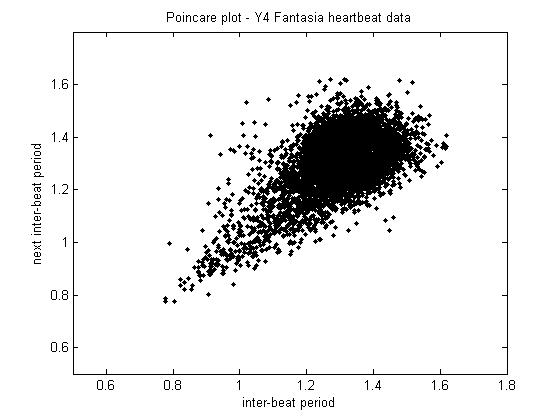 Poincare plot - Y4 Fantasia heartbeat data
1.6
1.4
1.2
1
0.8
0.6
next inter-beat period
0.6 0.8 1 1.2 1.4 1.6 1.8
inter-beat period